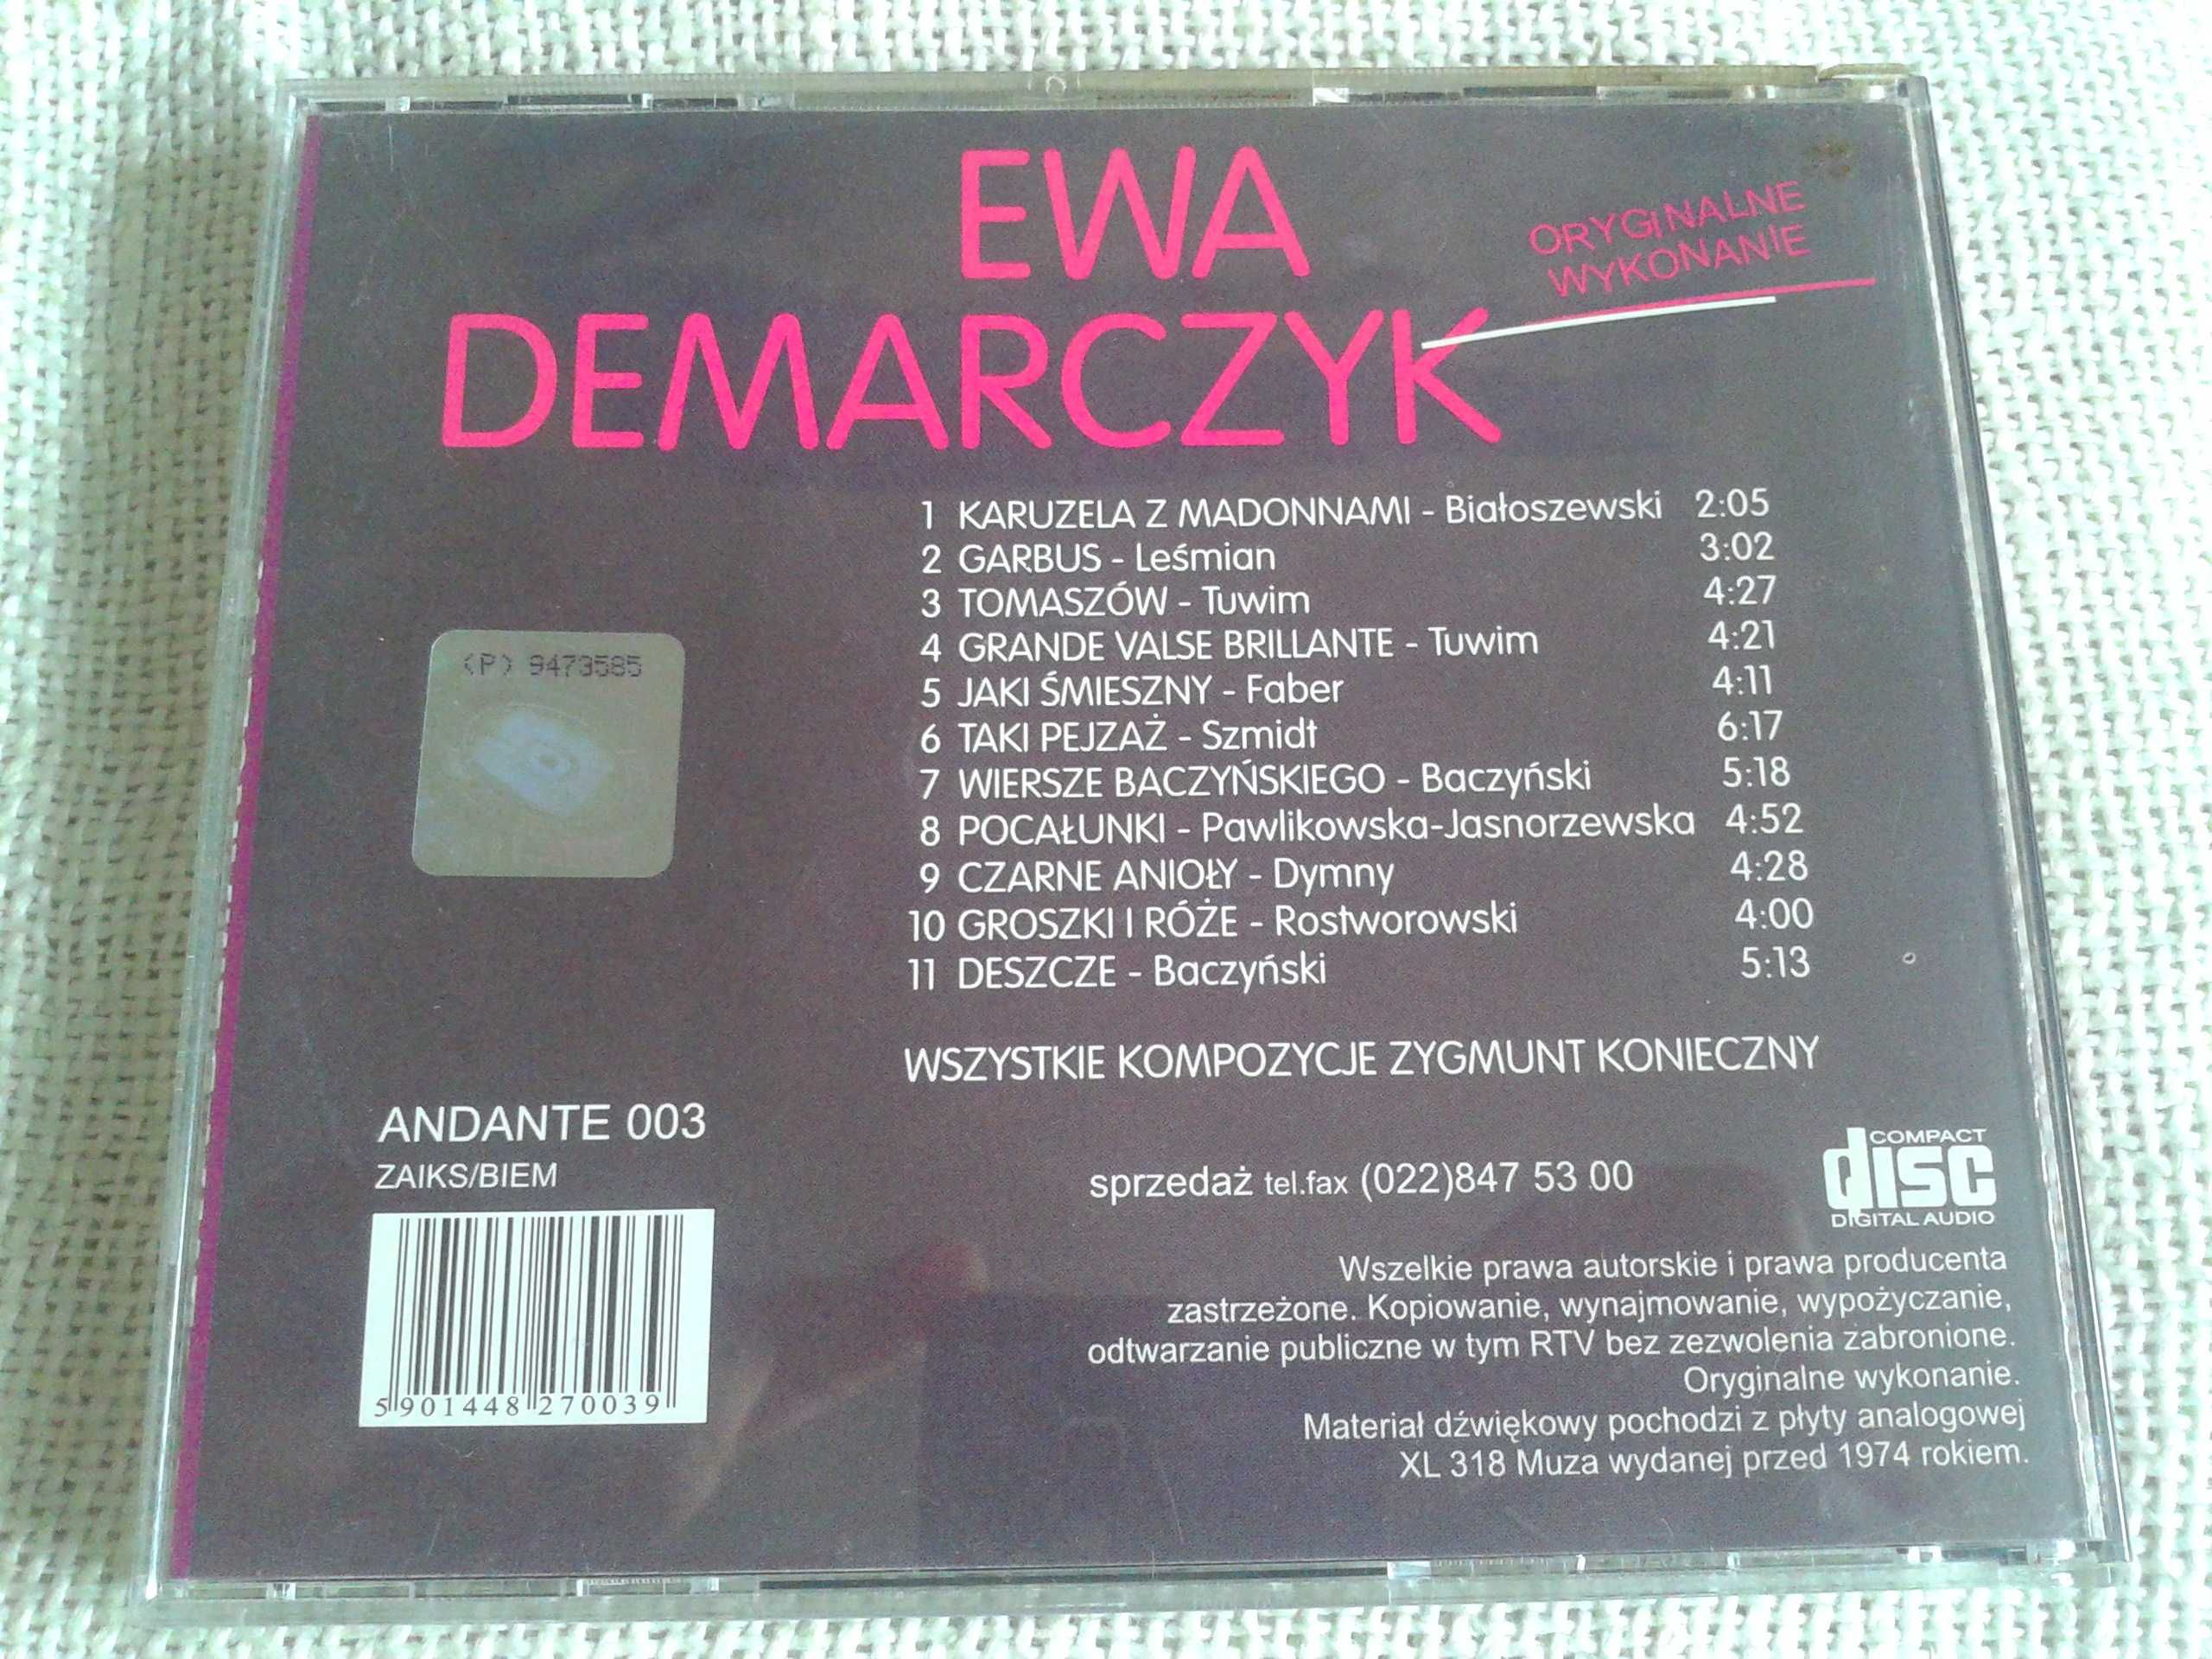 EWA
DEMARCZYK
ORYGINALNE
WYKONANIE
1 KARUZELA Z MADONNAMI - Białoszewski 2:05
2 GARBUS - Leśmian 3:02
3 TOMASZÓW - Tuwim 4:27
4 GRANDE VALSE BRILLANTE - Tuwim 4:21
5 JAKI ŚMIESZNY - Faber 4:11
6 TAKI PEJZAŻ - Szmidt 6:17
7 WIERSZE BACZYŃSKIEGO - Baczyński 5:18
8 POCAŁUNKI - Pawlikowska-Jasnorzewska 4:52
9 CZARNE ANIOŁY - Dymny 4:28
10 GROSZKI I RÓŻE - Rostworowski 4:00
11 DESZCZE - Baczyński 5:13
(P) 9473585
WSZYSTKIE KOMPOZYCJE ZYGMUNT KONIECZNY
ANDANTE 003
ZAIKS/BIEM
5901448270039
sprzedaż tel.fax (022)847 53 00
COMPACT
disc
DIGITAL AUDIO
Wszelkie prawa autorskie i prawa producenta
zastrzeżone. Kopiowanie, wynajmowanie, wypożyczanie,
odtwarzanie publiczne w tym RTV bez zezwolenia zabronione.
Oryginalne wykonanie.
Materiał dźwiękowy pochodzi z płyty analogowej
XL 318 Muza wydanej przed 1974 rokiem.